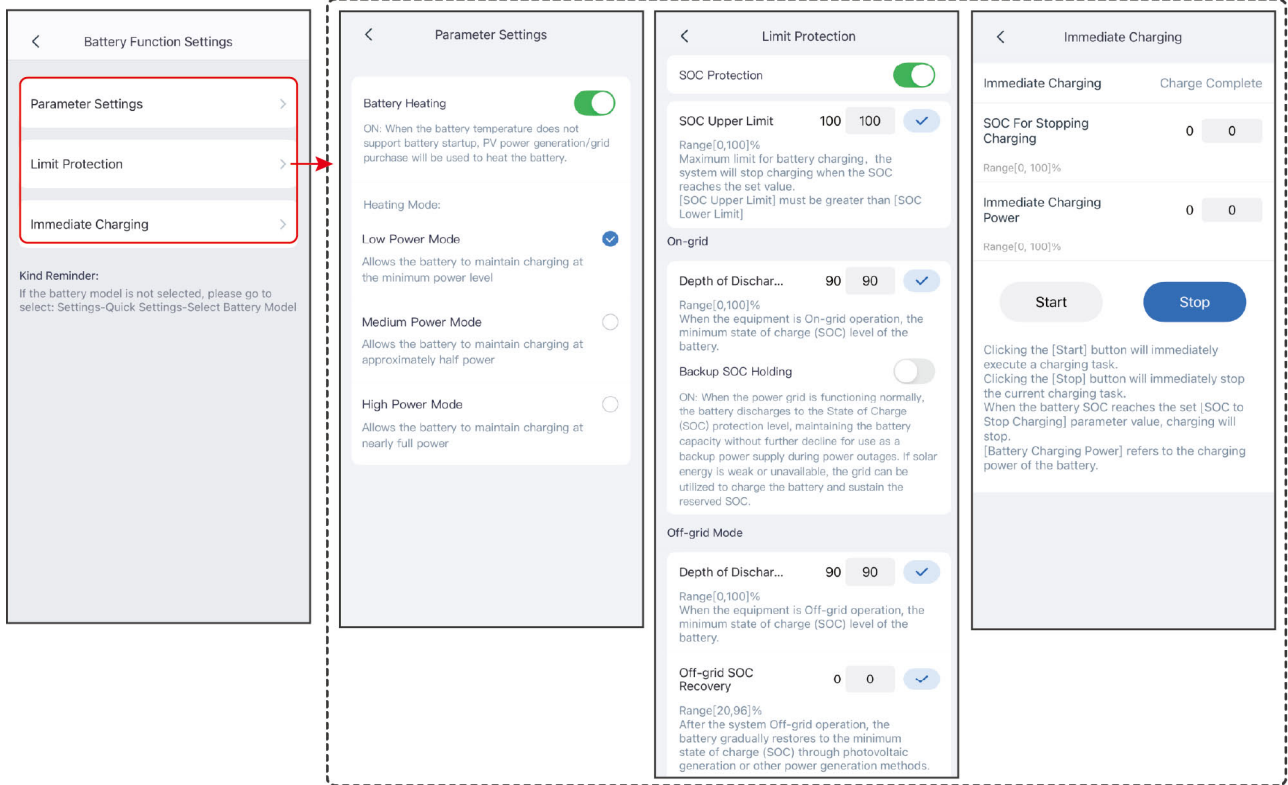 Battery Function Settings
Parameter Settings
Limit Protection
Immediate Charging
Kind Reminder:
If the battery model is not selected, please go to
select: Settings-Quick Settings-Select Battery Model
Parameter Settings
Battery Heating
ON: When the battery temperature does not
support battery startup, PV power generation/grid
purchase will be used to heat the battery.
Heating Mode:
Low Power Mode
Allows the battery to maintain charging at
the minimum power level
Medium Power Mode
Allows the battery to maintain charging at
approximately half power
High Power Mode
Allows the battery to maintain charging at
nearly full power
Limit Protection
SOC Protection
SOC Upper Limit 100 100
Range[0,100]%
Maximum limit for battery charging, the
system will stop charging when the SOC
reaches the set value.
[SOC Upper Limit] must be greater than [SOC
Lower Limit]
On-grid
Depth of Dischar... 90 90
Range[0,100]%
When the equipment is On-grid operation, the
minimum state of charge (SOC) level of the
battery.
Backup SOC Holding
ON: When the power grid is functioning normally,
the battery discharges to the State of Charge
(SOC) protection level, maintaining the battery
capacity without further decline for use as a
backup power supply during power outages. If solar
energy is weak or unavailable, the grid can be
utilized to charge the battery and sustain the
reserved SOC.
Off-grid Mode
Depth of Dischar... 90 90
Range[0,100]%
When the equipment is Off-grid operation, the
minimum state of charge (SOC) level of the
battery.
Off-grid SOC
Recovery 0 0
Range[20,96]%
After the system Off-grid operation, the
battery gradually restores to the minimum
state of charge (SOC) through photovoltaic
generation or other power generation methods.
Immediate Charging
Immediate Charging Charge Complete
SOC For Stopping
Charging 0 0
Range[0, 100]%
Immediate Charging
Power 0 0
Range[0, 100]%
Start Stop
Clicking the [Start] button will immediately
execute a charging task.
Clicking the [Stop] button will immediately stop
the current charging task.
When the battery SOC reaches the set [SOC to
Stop Charging] parameter value, charging will
stop.
[Battery Charging Power] refers to the charging
power of the battery.